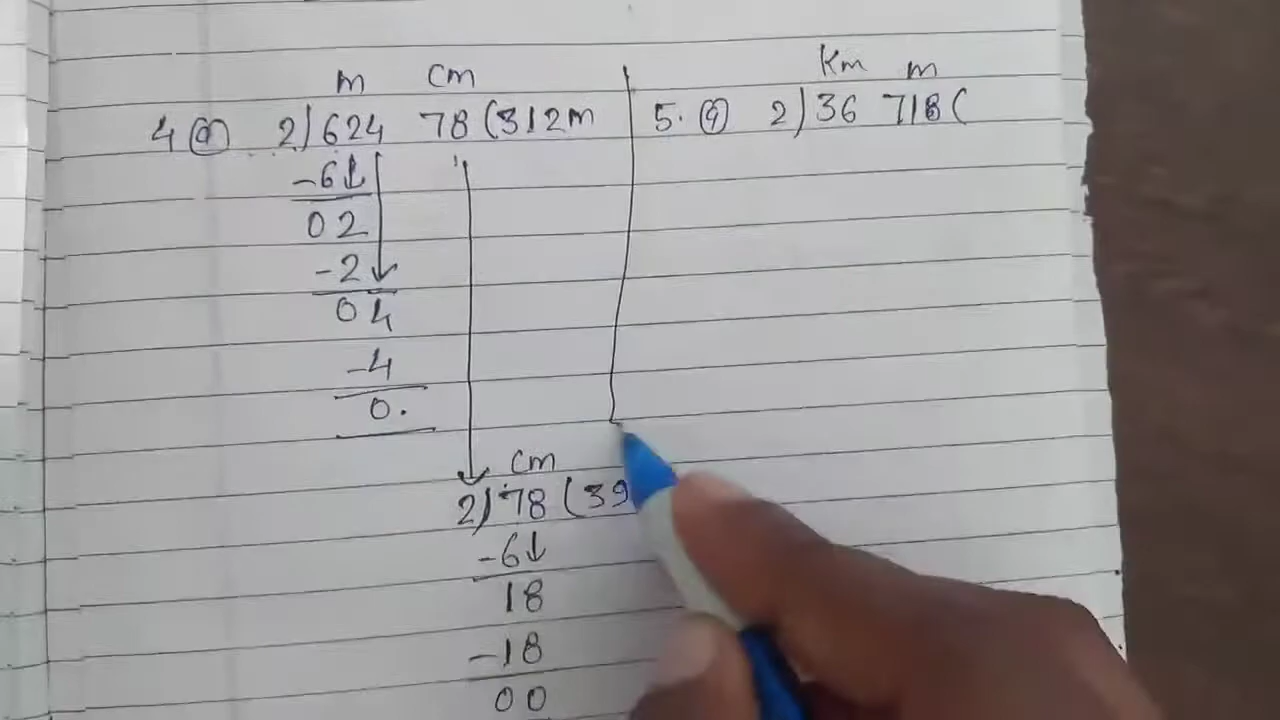 m cm
4 2)624 78(312m
-6↓
02
-2
04
-4
0.
cm
2)78(39
-6↓
18
-18
00
Km m
5. 2)36 718(